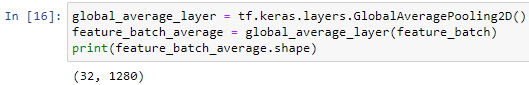 In [16]: global_average_layer = tf.keras.layers.GlobalAveragePooling2D()
feature_batch_average = global_average_layer(feature_batch)
print(feature_batch_average.shape)
(32, 1280)